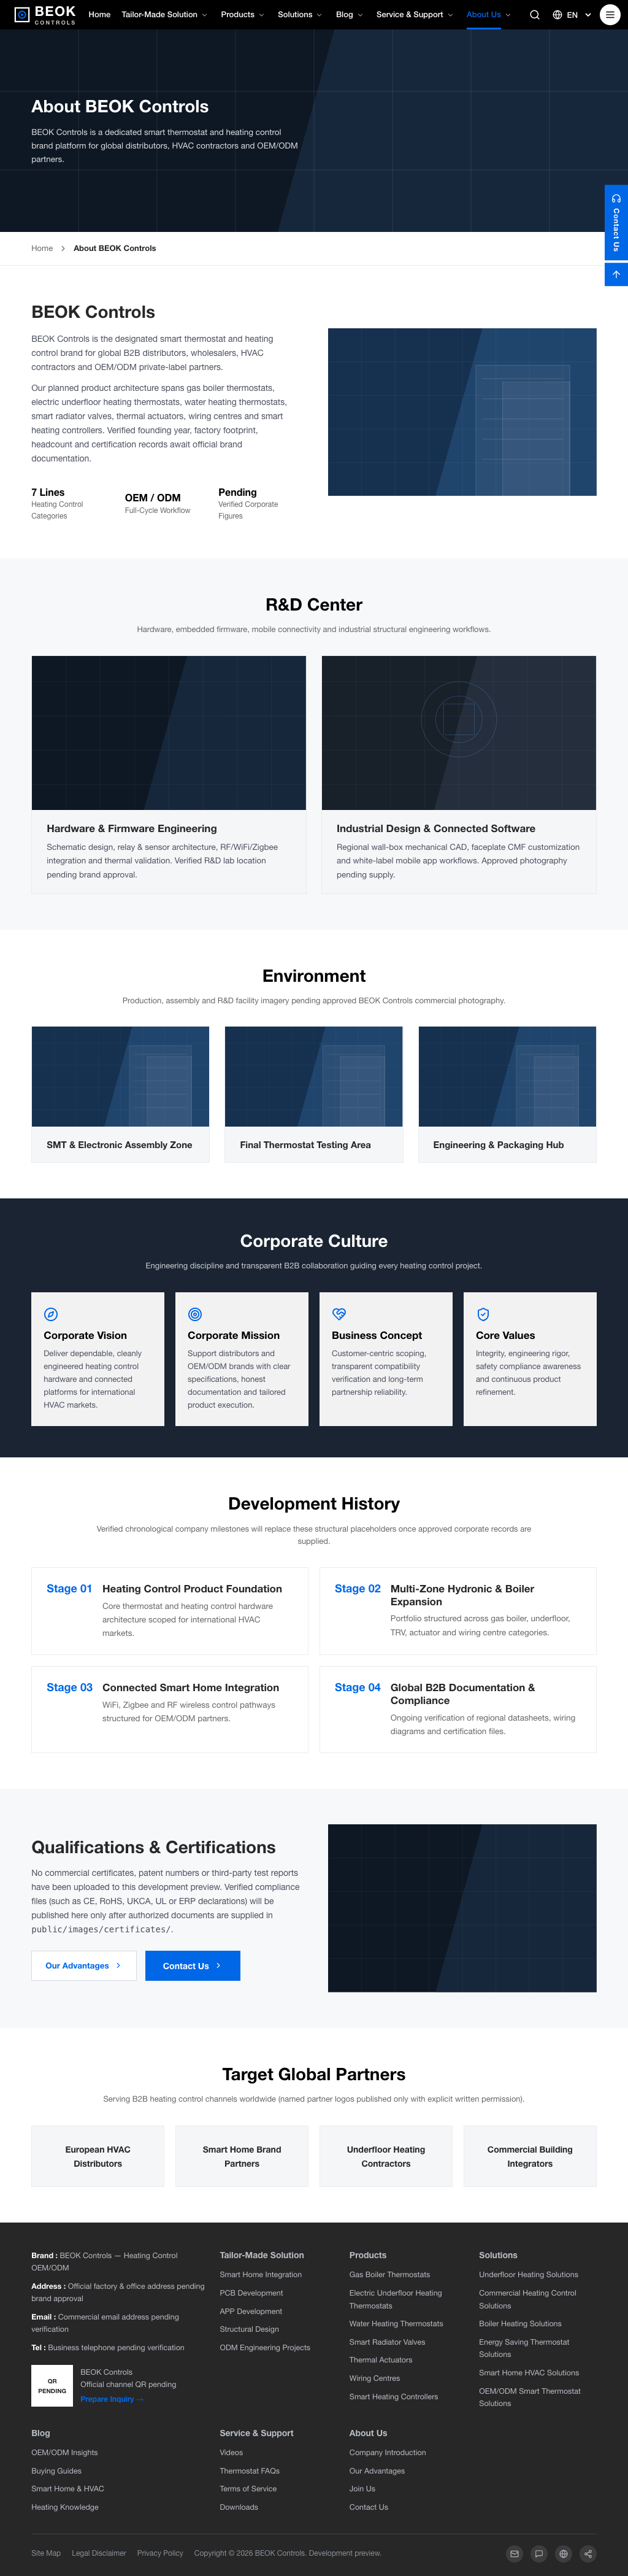 BEOK
CONTROLS
Home Tailor-Made Solution Products Solutions Blog Service & Support About Us EN
About BEOK Controls
BEOK Controls is a dedicated smart thermostat and heating control
brand platform for global distributors, HVAC contractors and OEM/ODM
partners.
Contact Us
Home About BEOK Controls
BEOK Controls
BEOK Controls is the designated smart thermostat and heating
control brand for global B2B distributors, wholesalers, HVAC
contractors and OEM/ODM private-label partners.
Our planned product architecture spans gas boiler thermostats,
electric underfloor heating thermostats, water heating thermostats,
smart radiator valves, thermal actuators, wiring centres and smart
heating controllers. Verified founding year, factory footprint,
headcount and certification records await official brand
documentation.
7 Lines
Heating Control
Categories
OEM / ODM
Full-Cycle Workflow
Pending
Verified Corporate
Figures
R&D Center
Hardware, embedded firmware, mobile connectivity and industrial structural engineering workflows.
Hardware & Firmware Engineering
Schematic design, relay & sensor architecture, RF/WiFi/Zigbee
integration and thermal validation. Verified R&D lab location
pending brand approval.
Industrial Design & Connected Software
Regional wall-box mechanical CAD, faceplate CMF customization
and white-label mobile app workflows. Approved photography
pending supply.
Environment
Production, assembly and R&D facility imagery pending approved BEOK Controls commercial photography.
SMT & Electronic Assembly Zone
Final Thermostat Testing Area
Engineering & Packaging Hub
Corporate Culture
Engineering discipline and transparent B2B collaboration guiding every heating control project.
Corporate Vision
Deliver dependable, cleanly
engineered heating control
hardware and connected
platforms for international
HVAC markets.
Corporate Mission
Support distributors and
OEM/ODM brands with clear
specifications, honest
documentation and tailored
product execution.
Business Concept
Customer-centric scoping,
transparent compatibility
verification and long-term
partnership reliability.
Core Values
Integrity, engineering rigor,
safety compliance awareness
and continuous product
refinement.
Development History
Verified chronological company milestones will replace these structural placeholders once approved corporate records are
supplied.
Stage 01 Heating Control Product Foundation
Core thermostat and heating control hardware
architecture scoped for international HVAC
markets.
Stage 02 Multi-Zone Hydronic & Boiler
Expansion
Portfolio structured across gas boiler, underfloor,
TRV, actuator and wiring centre categories.
Stage 03 Connected Smart Home Integration
WiFi, Zigbee and RF wireless control pathways
structured for OEM/ODM partners.
Stage 04 Global B2B Documentation &
Compliance
Ongoing verification of regional datasheets, wiring
diagrams and certification files.
Qualifications & Certifications
No commercial certificates, patent numbers or third-party test reports
have been uploaded to this development preview. Verified compliance
files (such as CE, RoHS, UKCA, UL or ERP declarations) will be
published here only after authorized documents are supplied in
public/images/certificates/.
Our Advantages Contact Us
Target Global Partners
Serving B2B heating control channels worldwide (named partner logos published only with explicit written permission).
European HVAC
Distributors
Smart Home Brand
Partners
Underfloor Heating
Contractors
Commercial Building
Integrators
Brand : BEOK Controls — Heating Control
OEM/ODM
Address : Official factory & office address pending
brand approval
Email : Commercial email address pending
verification
Tel : Business telephone pending verification
QR
PENDING
BEOK Controls
Official channel QR pending
Prepare Inquiry →
Tailor-Made Solution
Smart Home Integration
PCB Development
APP Development
Structural Design
ODM Engineering Projects
Products
Gas Boiler Thermostats
Electric Underfloor Heating
Thermostats
Water Heating Thermostats
Smart Radiator Valves
Thermal Actuators
Wiring Centres
Smart Heating Controllers
Solutions
Underfloor Heating Solutions
Commercial Heating Control
Solutions
Boiler Heating Solutions
Energy Saving Thermostat
Solutions
Smart Home HVAC Solutions
OEM/ODM Smart Thermostat
Solutions
Blog
OEM/ODM Insights
Buying Guides
Smart Home & HVAC
Heating Knowledge
Service & Support
Videos
Thermostat FAQs
Terms of Service
Downloads
About Us
Company Introduction
Our Advantages
Join Us
Contact Us
Site Map Legal Disclaimer Privacy Policy Copyright © 2026 BEOK Controls. Development preview.